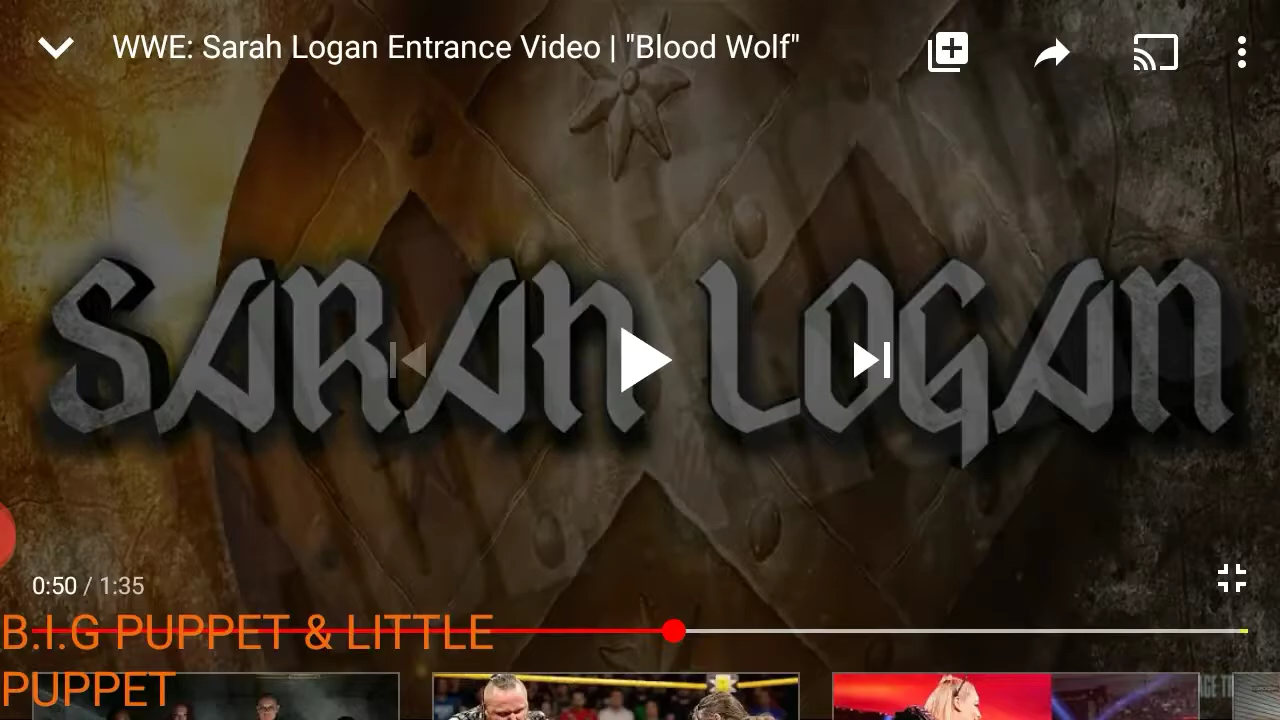 WWE: Sarah Logan Entrance Video | "Blood Wolf"
SARAH LOGAN
0:50 / 1:35
B.I.G PUPPET & LITTLE
PUPPET